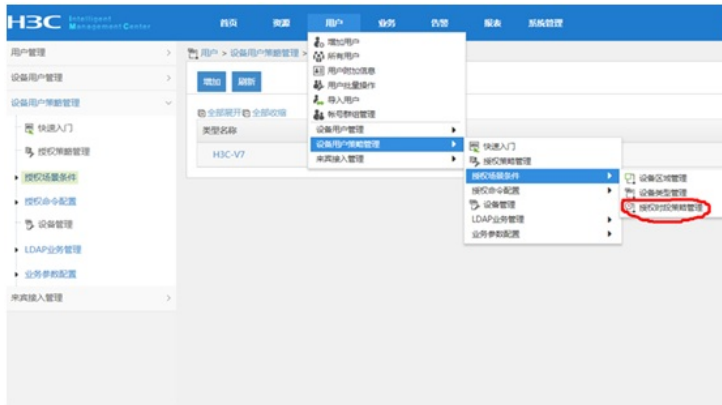 H3C Intelligent Management Center
首页 资源 用户 业务 告警 报表 系统管理
用户管理
设备用户管理
设备用户策略管理
快速入门
授权策略管理
授权场景条件
授权命令配置
设备管理
LDAP业务管理
业务参数配置
来宾接入管理
用户 > 设备用户策略管理 >
增加 刷新
全部展开 全部收缩
类型名称
H3C-V7
增加用户
所有用户
用户附加信息
用户批量操作
导入用户
帐号群组管理
设备用户管理
设备用户策略管理
来宾接入管理
快速入门
授权策略管理
授权场景条件
授权命令配置
设备管理
LDAP业务管理
业务参数配置
设备区域管理
设备类型管理
授权时段策略管理